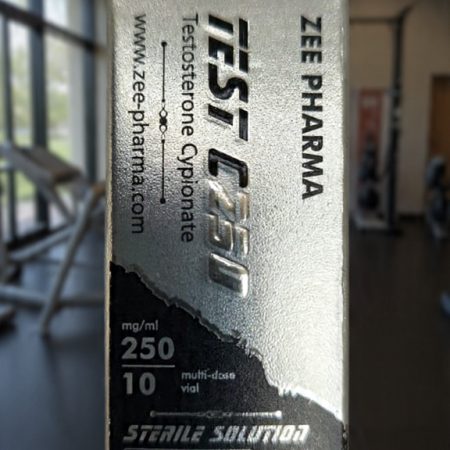 ZEE PHARMA
TEST C250
Testosterone Cypionate
www.zee-pharma.com
mg/ml
250
10
multi-dose
vial
STERILE SOLUTION